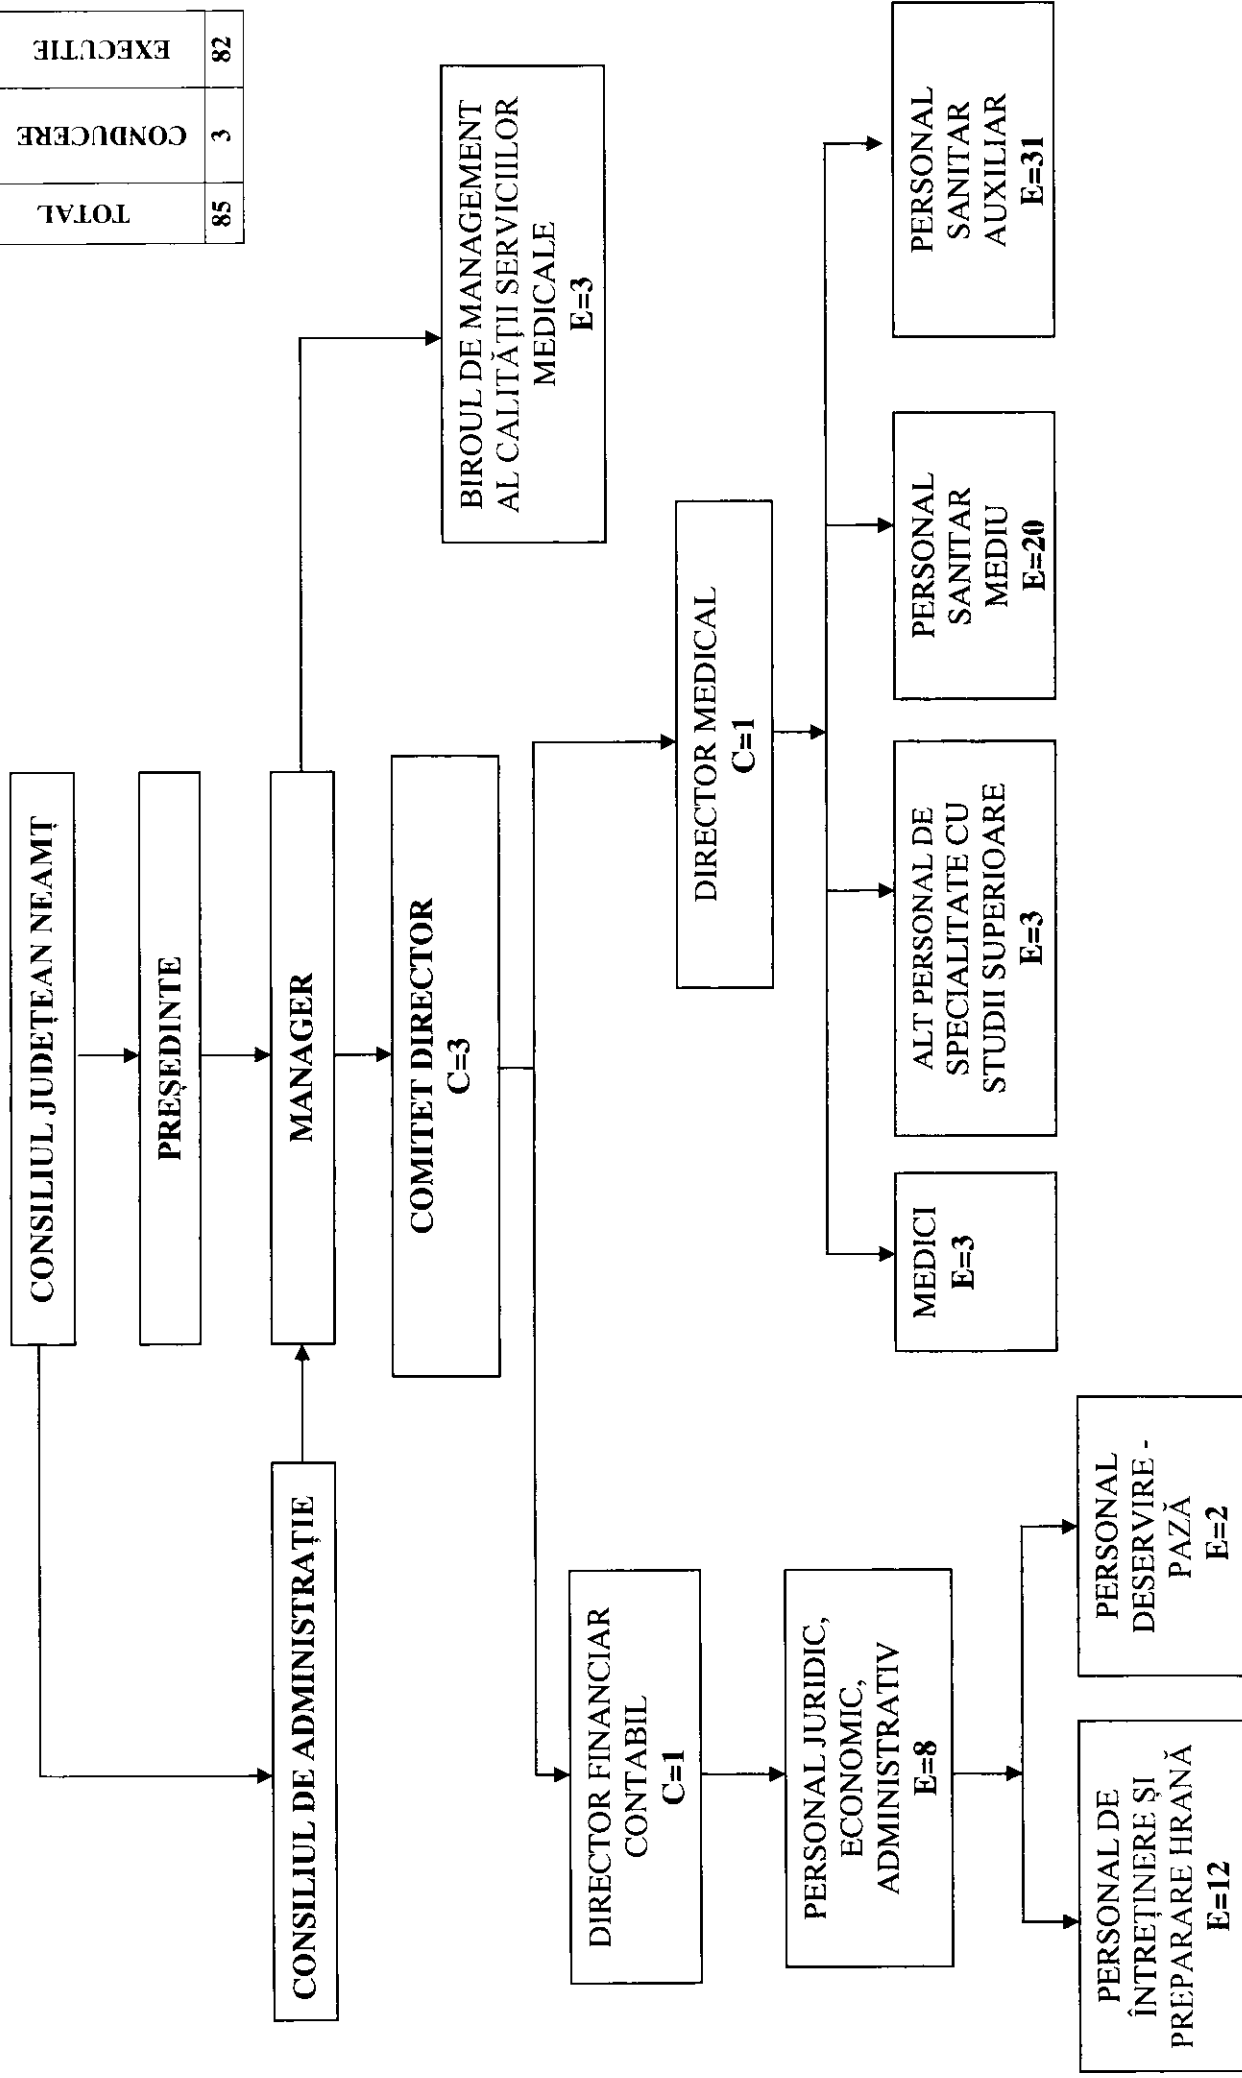 TOTAL
CONDUCERE
EXECUTIE
85
3
82
CONSILIUL JUDEȚEAN NEAMȚ
PREȘEDINTE
CONSILIUL DE ADMINISTRAȚIE
MANAGER
COMITET DIRECTOR
C=3
BIROUL DE MANAGEMENT
AL CALITĂȚII SERVICIILOR
MEDICALE
E=3
DIRECTOR FINANCIAR
CONTABIL
C=1
DIRECTOR MEDICAL
C=1
PERSONAL JURIDIC,
ECONOMIC,
ADMINISTRATIV
E=8
MEDICI
E=3
ALT PERSONAL DE
SPECIALITATE CU
STUDII SUPERIOARE
E=3
PERSONAL
SANITAR
MEDIU
E=20
PERSONAL
SANITAR
AUXILIAR
E=31
PERSONAL DE
ÎNTREȚINERE ȘI
PREPARARE HRANĂ
E=12
PERSONAL
DESERVIRE -
PAZĂ
E=2